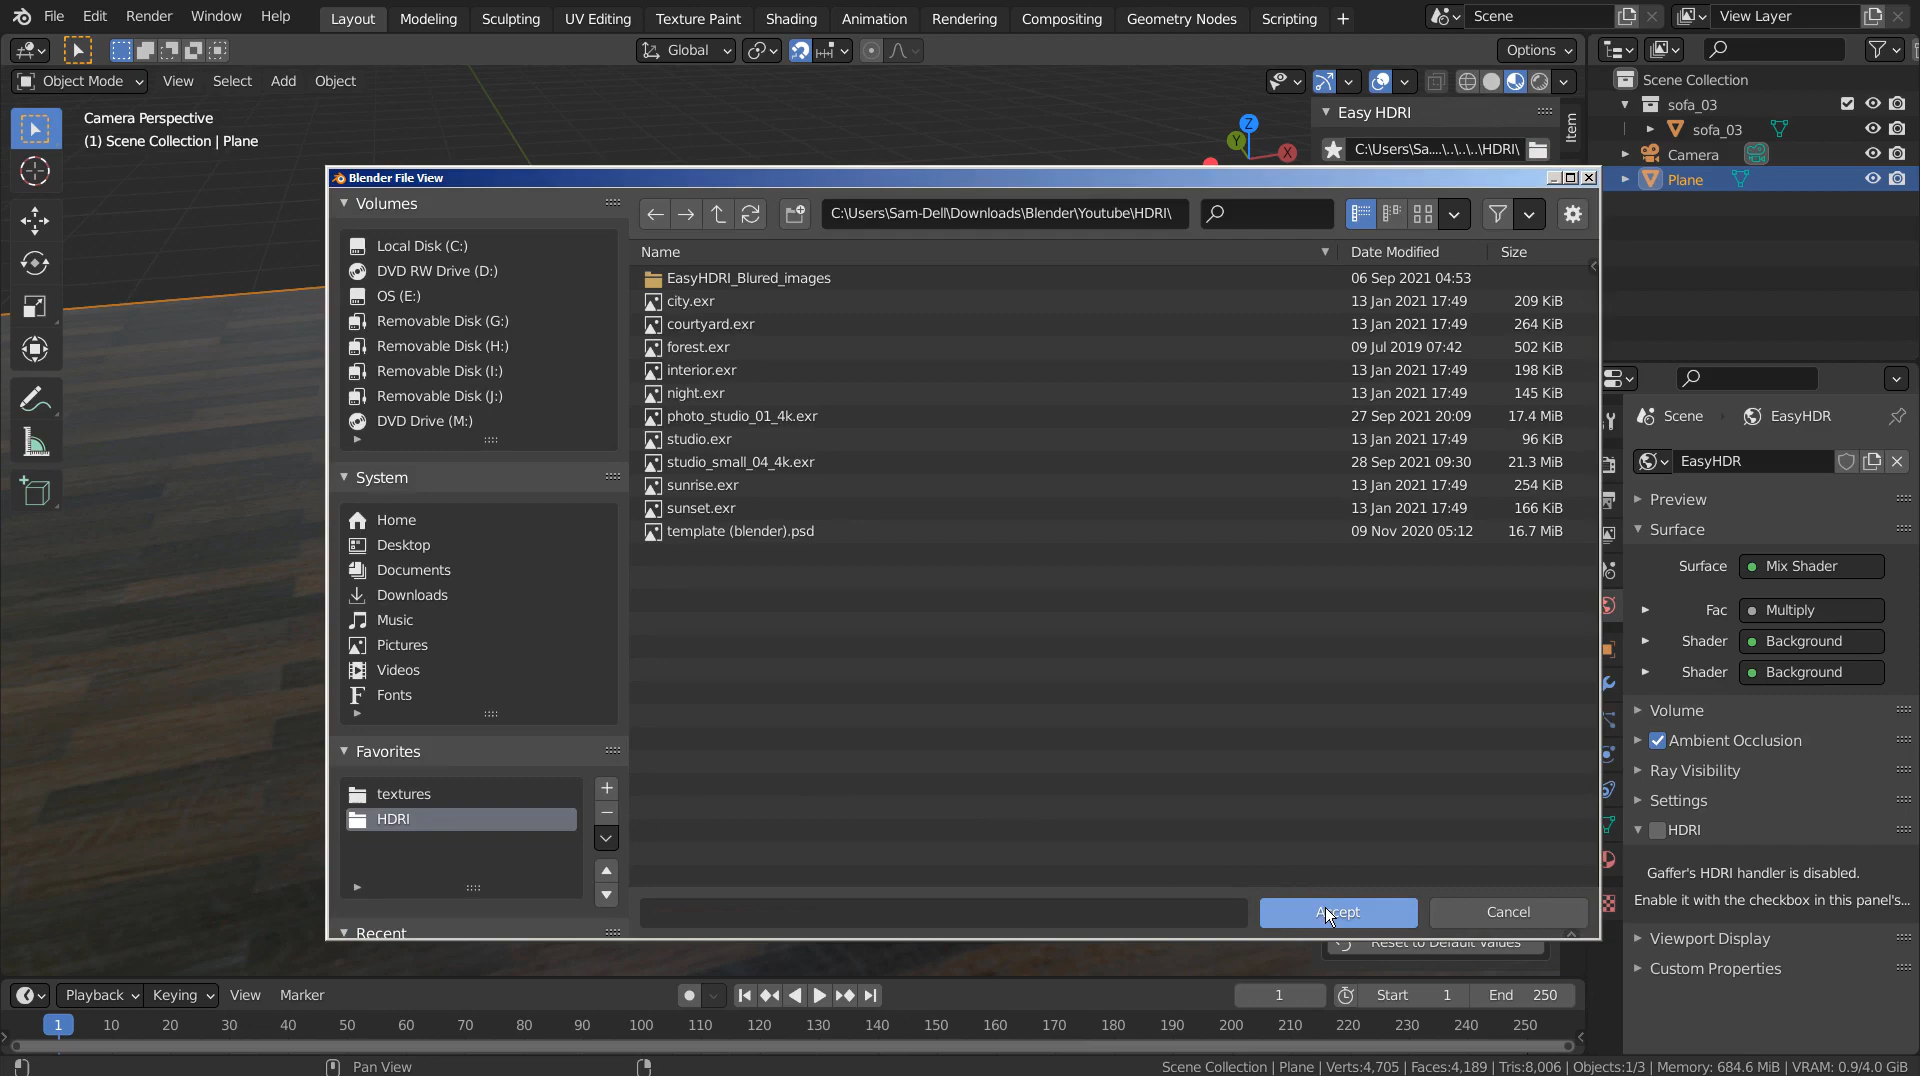 File Edit Render Window Help Layout Modeling Sculpting UV Editing Texture Paint Shading Animation Rendering Compositing Geometry Nodes Scripting + Scene View Layer
Global Options
Object Mode View Select Add Object
Camera Perspective
(1) Scene Collection | Plane
Z
Y
X
Easy HDRI
C:\Users\Sa....\..\..\..\HDRI\
Item
Scene Collection
sofa_03
sofa_03
Camera
Plane
Blender File View
Volumes
Local Disk (C:)
DVD RW Drive (D:)
OS (E:)
Removable Disk (G:)
Removable Disk (H:)
Removable Disk (I:)
Removable Disk (J:)
DVD Drive (M:)
System
Home
Desktop
Documents
Downloads
Music
Pictures
Videos
Fonts
Favorites
textures
HDRI
Recent
C:\Users\Sam-Dell\Downloads\Blender\Youtube\HDRI\
Name Date Modified Size
EasyHDRI_Blured_images 06 Sep 2021 04:53
city.exr 13 Jan 2021 17:49 209 KiB
courtyard.exr 13 Jan 2021 17:49 264 KiB
forest.exr 09 Jul 2019 07:42 502 KiB
interior.exr 13 Jan 2021 17:49 198 KiB
night.exr 13 Jan 2021 17:49 145 KiB
photo_studio_01_4k.exr 27 Sep 2021 20:09 17.4 MiB
studio.exr 13 Jan 2021 17:49 96 KiB
studio_small_04_4k.exr 28 Sep 2021 09:30 21.3 MiB
sunrise.exr 13 Jan 2021 17:49 254 KiB
sunset.exr 13 Jan 2021 17:49 166 KiB
template (blender).psd 09 Nov 2020 05:12 16.7 MiB
Accept Cancel
Reset to Default Values
Scene EasyHDR
EasyHDR
Preview
Surface
Surface Mix Shader
Fac Multiply
Shader Background
Shader Background
Volume
Ambient Occlusion
Ray Visibility
Settings
HDRI
Gaffer's HDRI handler is disabled.
Enable it with the checkbox in this panel's...
Viewport Display
Custom Properties
Playback Keying View Marker 1 Start 1 End 250
1 10 20 30 40 50 60 70 80 90 100 110 120 130 140 150 160 170 180 190 200 210 220 230 240 250
Pan View Scene Collection | Plane | Verts:4,705 | Faces:4,189 | Tris:8,006 | Objects:1/3 | Memory: 684.6 MiB | VRAM: 0.9/4.0 GiB